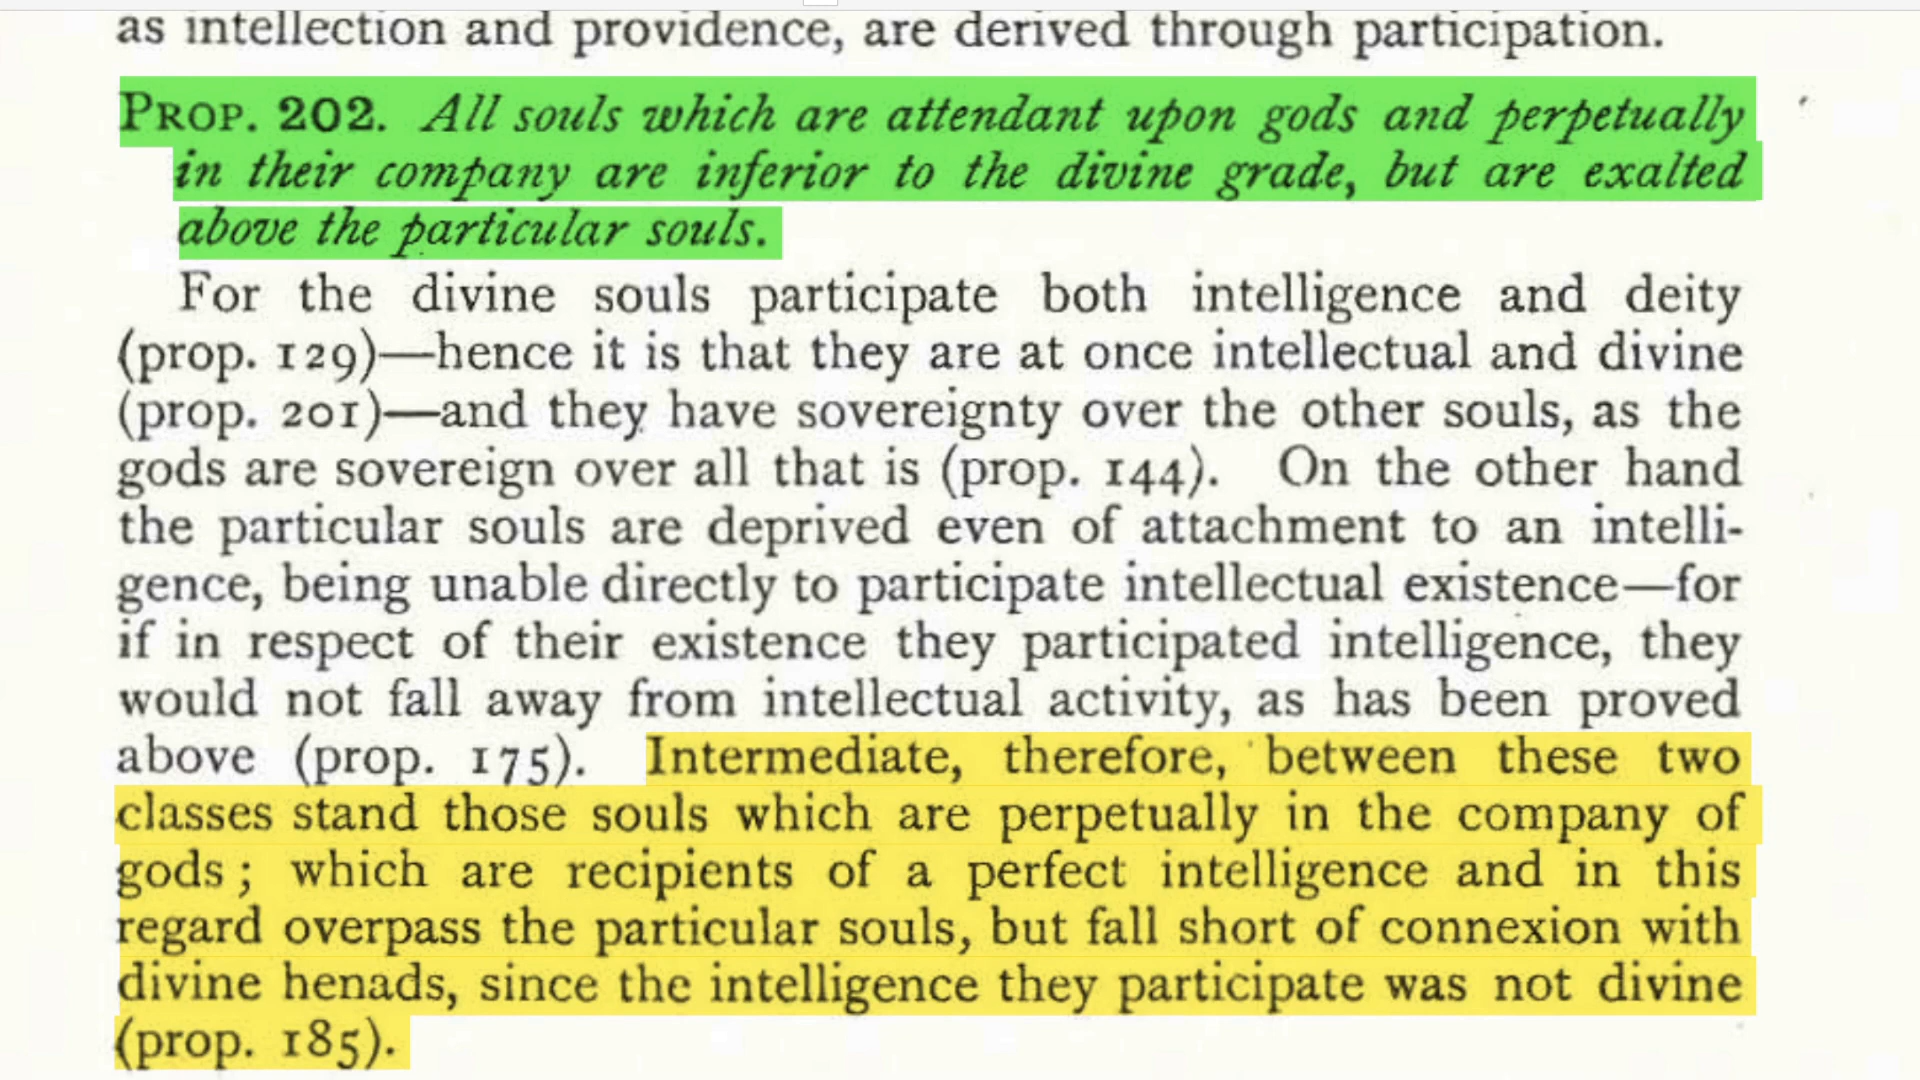 as intellection and providence, are derived through participation.
PROP. 202. All souls which are attendant upon gods and perpetually
in their company are inferior to the divine grade, but are exalted
above the particular souls.
For the divine souls participate both intelligence and deity
(prop. 129)—hence it is that they are at once intellectual and divine
(prop. 201)—and they have sovereignty over the other souls, as the
gods are sovereign over all that is (prop. 144). On the other hand
the particular souls are deprived even of attachment to an intelli-
gence, being unable directly to participate intellectual existence—for
if in respect of their existence they participated intelligence, they
would not fall away from intellectual activity, as has been proved
above (prop. 175). Intermediate, therefore, between these two
classes stand those souls which are perpetually in the company of
gods; which are recipients of a perfect intelligence and in this
regard overpass the particular souls, but fall short of connexion with
divine henads, since the intelligence they participate was not divine
(prop. 185).